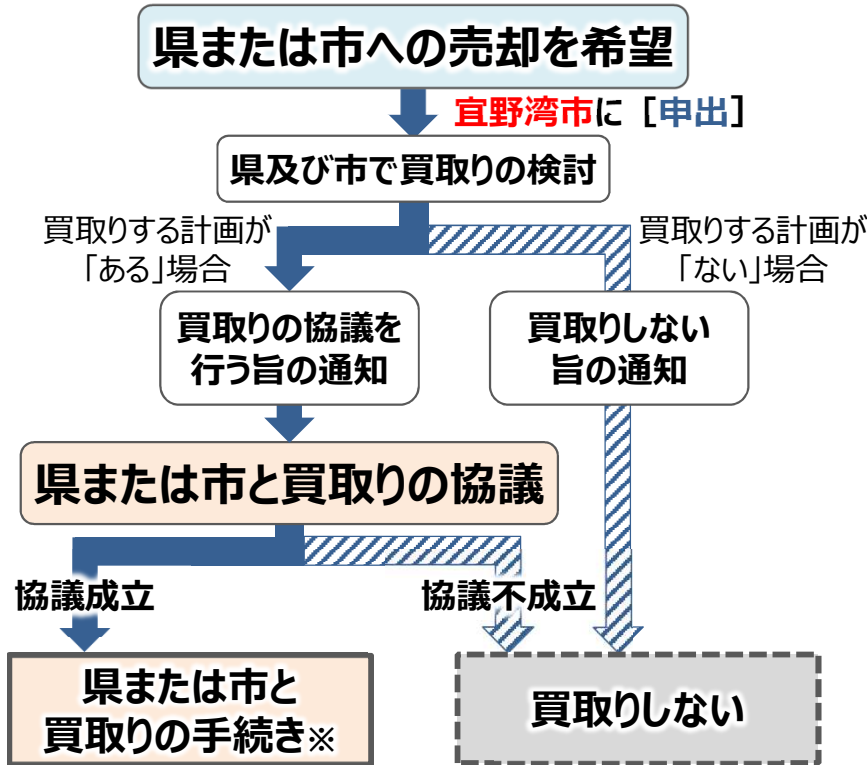 県または市への売却を希望
宜野湾市に［申出］
県及び市で買取りの検討
買取りする計画が
「ある」場合
買取りする計画が
「ない」場合
買取りの協議を
行う旨の通知
買取りしない
旨の通知
県または市と買取りの協議
協議成立
協議不成立
県または市と
買取りの手続き※
買取りしない